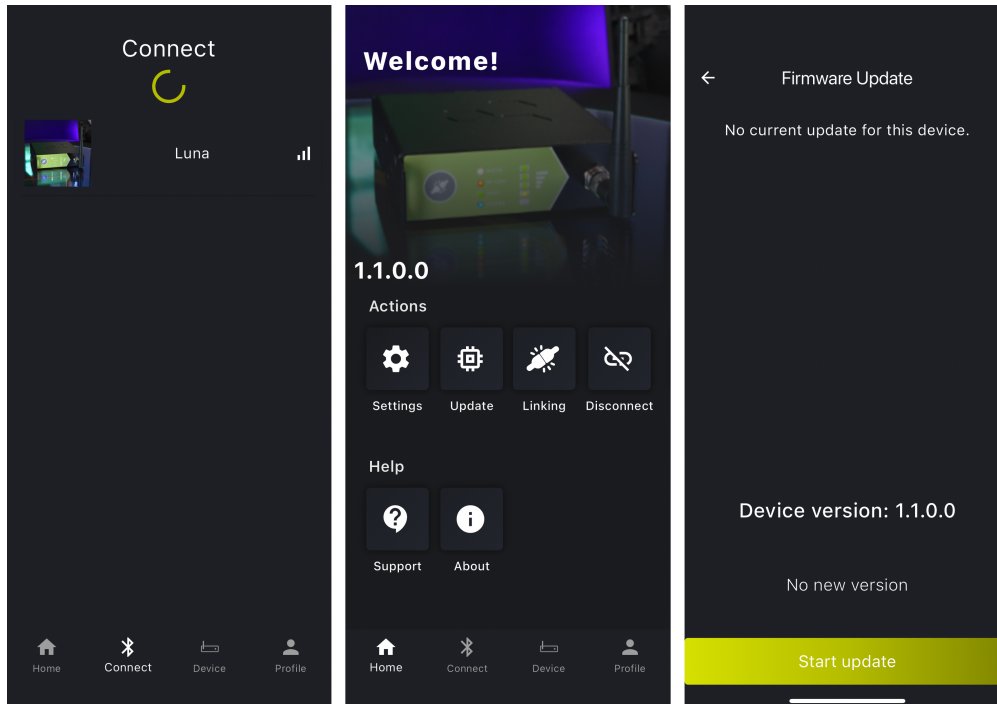 Connect
Luna
Home
Connect
Device
Profile
Welcome!
1.1.0.0
Actions
Settings
Update
Linking
Disconnect
Help
Support
About
Home
Connect
Device
Profile
Firmware Update
No current update for this device.
Device version: 1.1.0.0
No new version
Start update